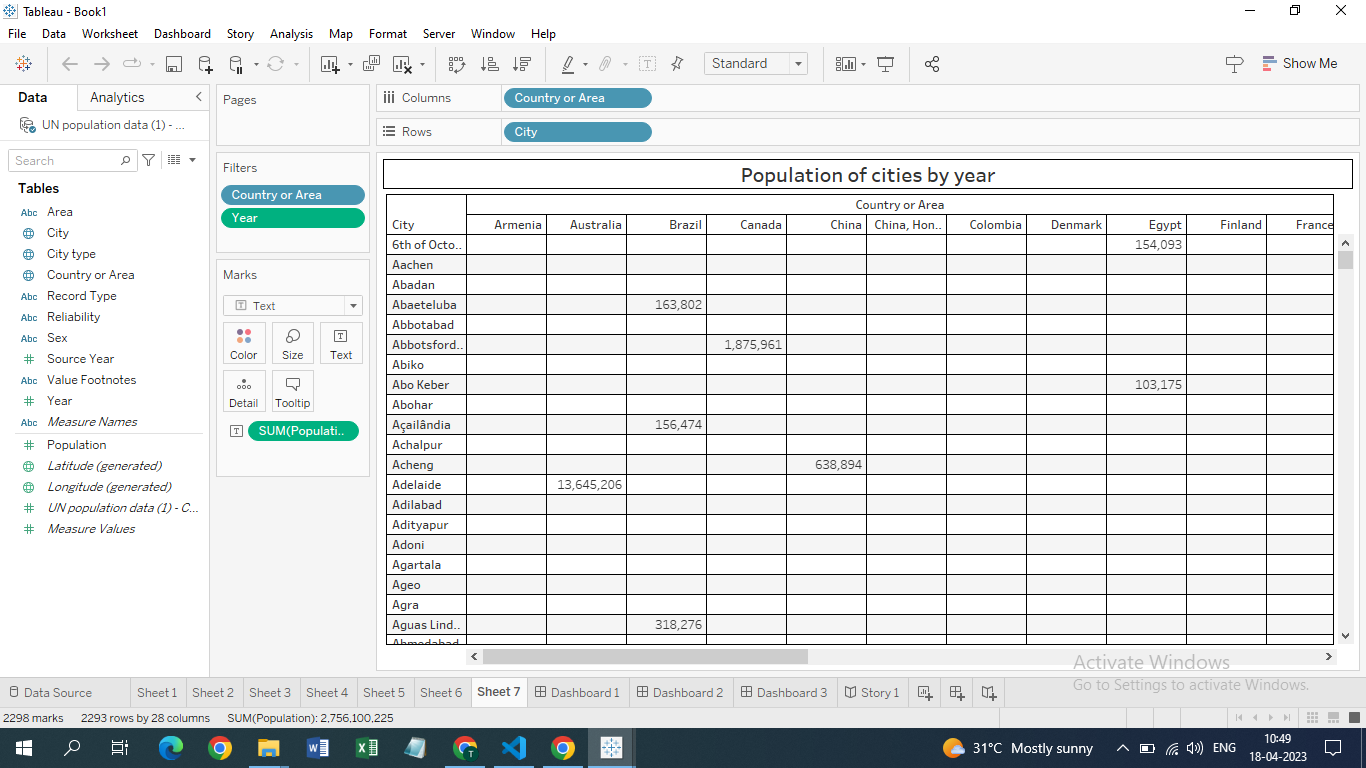 Tableau - Book1
File Data Worksheet Dashboard Story Analysis Map Format Server Window Help
Standard
Show Me
Data Analytics
Pages
Columns Country or Area
UN population data (1) - ...
Rows City
Search
Filters
Country or Area
Year
Tables
Abc Area
City
City type
Country or Area
Abc Record Type
Abc Reliability
Abc Sex
Source Year
Abc Value Footnotes
Year
Abc Measure Names
Population
Latitude (generated)
Longitude (generated)
UN population data (1) - C...
Measure Values
Marks
Text
Color Size Text
Detail Tooltip
SUM(Populati..
Population of cities by year
Country or Area
City Armenia Australia Brazil Canada China China, Hon.. Colombia Denmark Egypt Finland France
6th of Octo.. 154,093
Aachen
Abadan
Abaeteluba 163,802
Abbotabad
Abbotsford.. 1,875,961
Abiko
Abo Keber 103,175
Abohar
Açailândia 156,474
Achalpur
Acheng 638,894
Adelaide 13,645,206
Adilabad
Adityapur
Adoni
Agartala
Ageo
Agra
Aguas Lind.. 318,276
Ahmedabad
Activate Windows
Go to Settings to activate Windows.
Data Source Sheet 1 Sheet 2 Sheet 3 Sheet 4 Sheet 5 Sheet 6 Sheet 7 Dashboard 1 Dashboard 2 Dashboard 3 Story 1
2298 marks 2293 rows by 28 columns SUM(Population): 2,756,100,225
31°C Mostly sunny ENG
10:49
18-04-2023